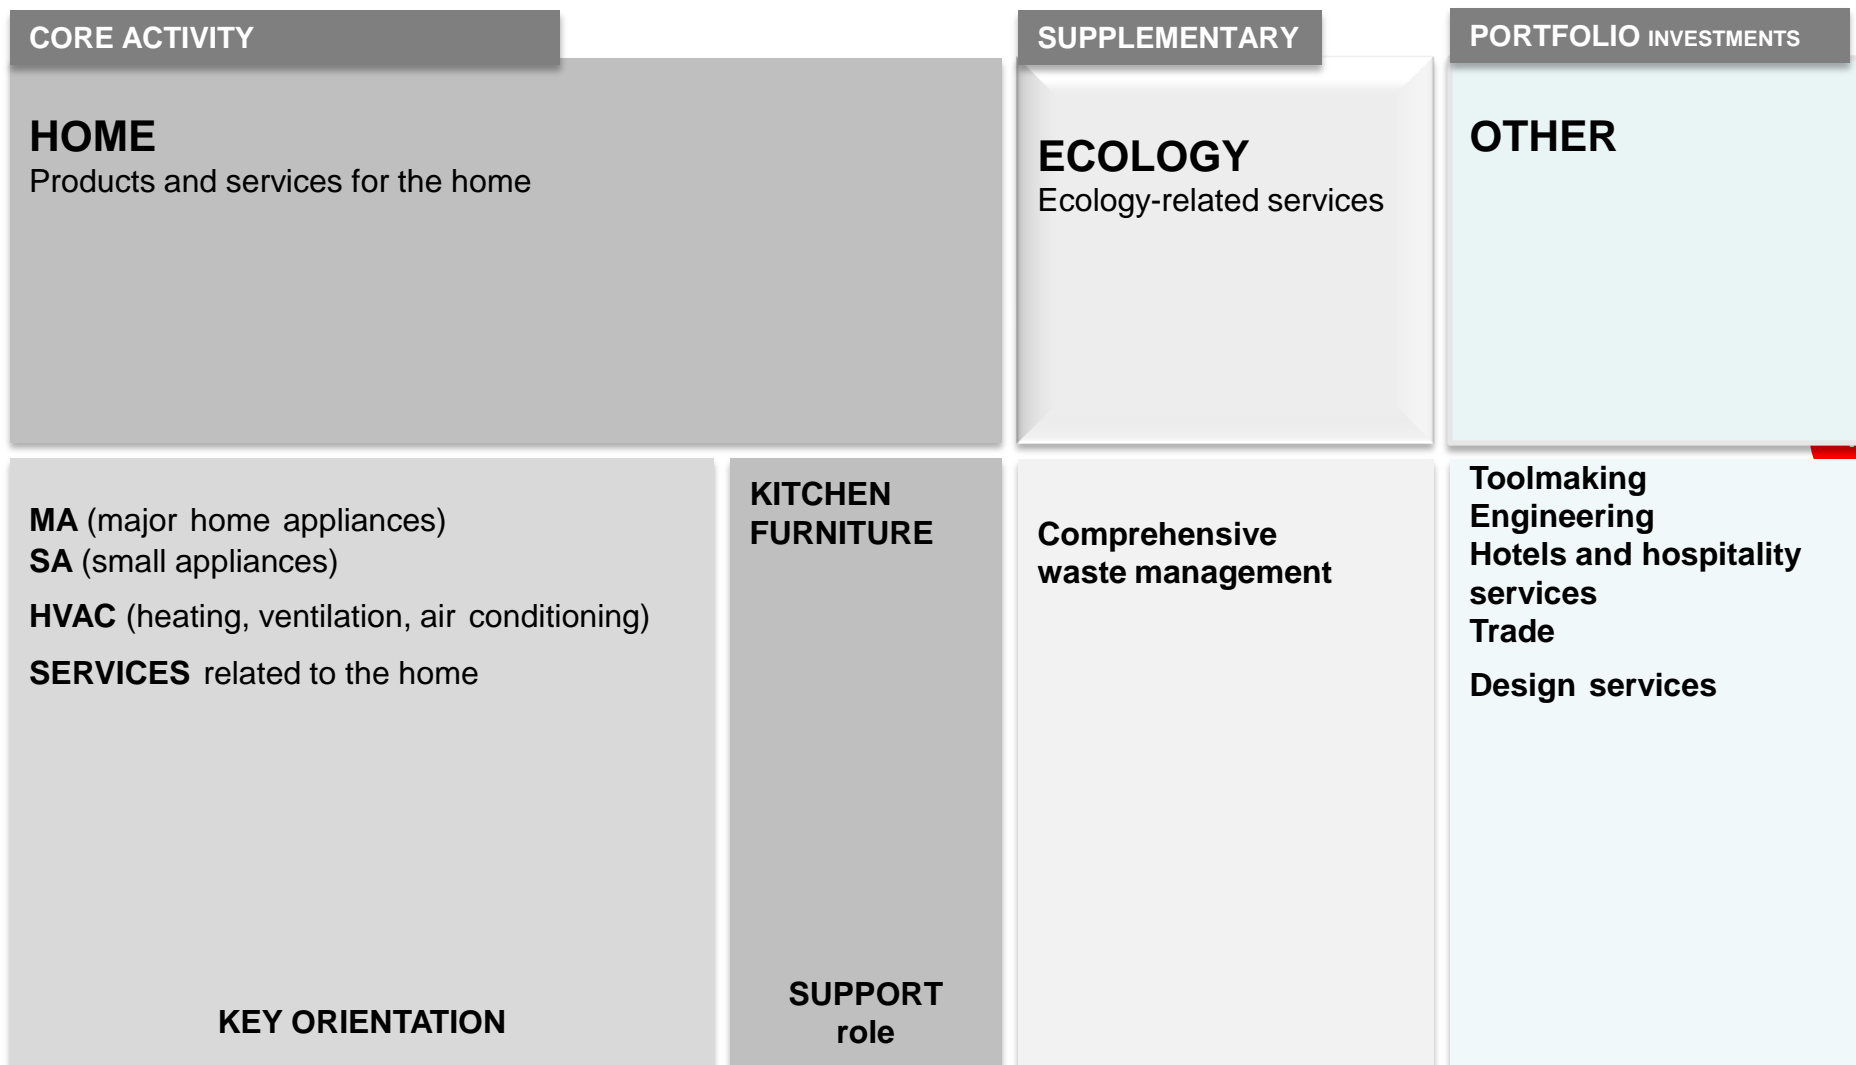 CORE ACTIVITY
SUPPLEMENTARY
PORTFOLIO INVESTMENTS
HOME
Products and services for the home
ECOLOGY
Ecology-related services
OTHER
MA (major home appliances)
SA (small appliances)
HVAC (heating, ventilation, air conditioning)
SERVICES related to the home
KEY ORIENTATION
KITCHEN
FURNITURE
SUPPORT
role
Comprehensive
waste management
Toolmaking
Engineering
Hotels and hospitality
services
Trade
Design services